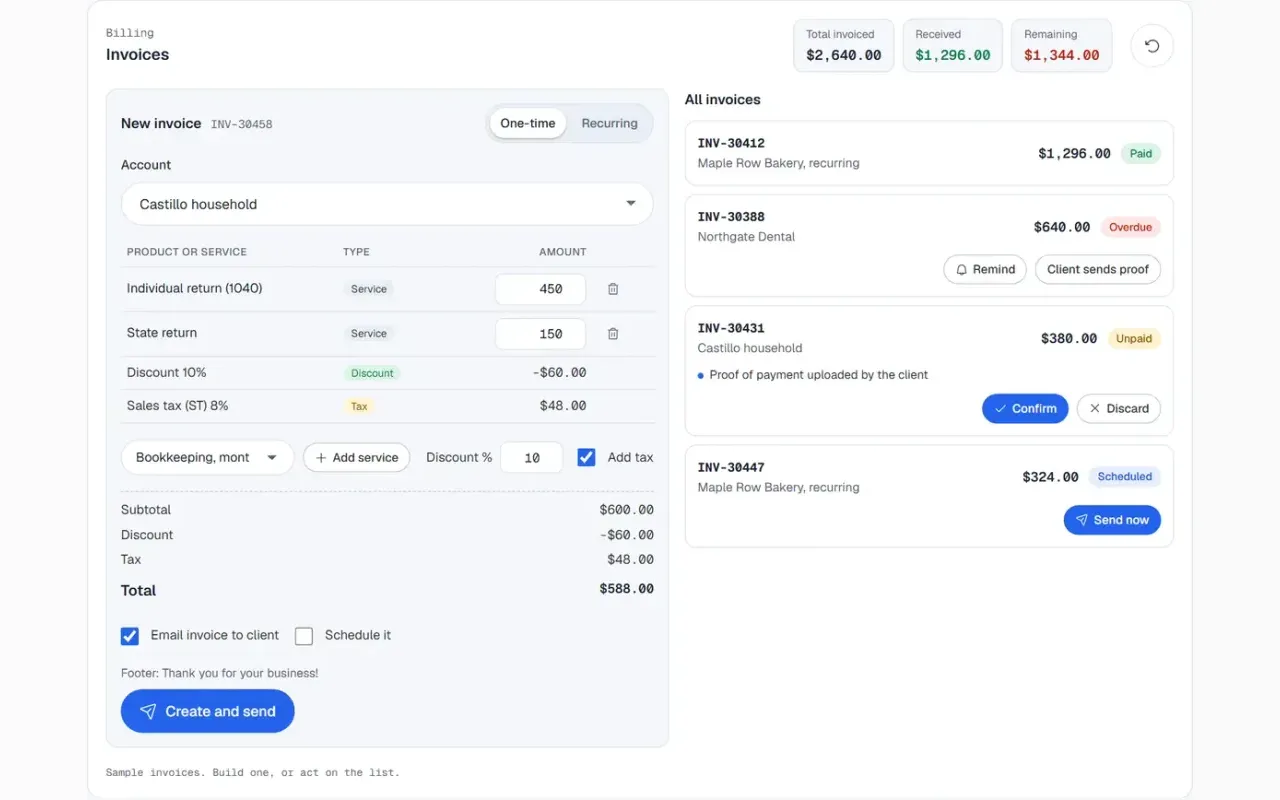 Billing
Invoices
Total invoiced
$2,640.00
Received
$1,296.00
Remaining
$1,344.00
New invoice INV-30458
One-time
Recurring
Account
Castillo household
PRODUCT OR SERVICE TYPE AMOUNT
Individual return (1040) Service 450
State return Service 150
Discount 10% Discount -$60.00
Sales tax (ST) 8% Tax $48.00
Bookkeeping, mont
Add service
Discount % 10
Add tax
Subtotal $600.00
Discount -$60.00
Tax $48.00
Total $588.00
Email invoice to client
Schedule it
Footer: Thank you for your business!
Create and send
All invoices
INV-30412
Maple Row Bakery, recurring
$1,296.00 Paid
INV-30388
Northgate Dental
$640.00 Overdue
Remind
Client sends proof
INV-30431
Castillo household
$380.00 Unpaid
Proof of payment uploaded by the client
Confirm
Discard
INV-30447
Maple Row Bakery, recurring
$324.00 Scheduled
Send now
Sample invoices. Build one, or act on the list.